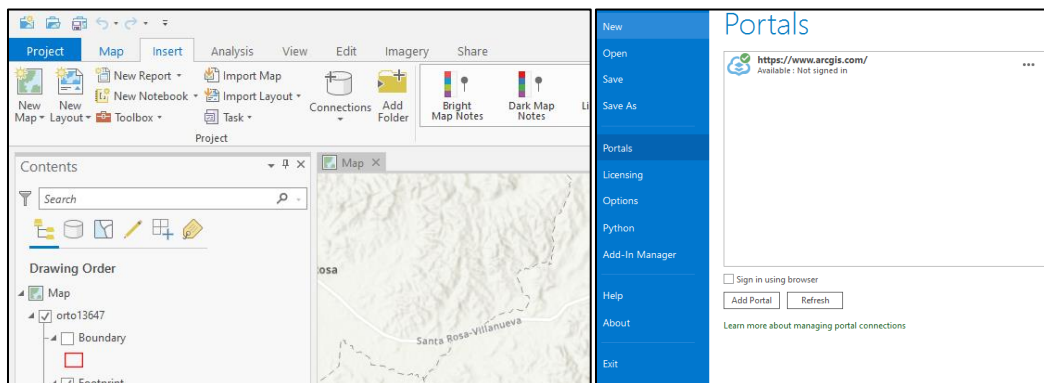 Project Map Insert Analysis View Edit Imagery Share
New Map
New Layout
New Report
New Notebook
Toolbox
Import Map
Import Layout
Task
Connections
Add Folder
Bright Map Notes
Dark Map Notes
Li
Project
Contents
Search
Drawing Order
Map
orto13647
Boundary
Footprint
Map
osa
Santa Rosa-Villanueva
New
Open
Save
Save As
Portals
Licensing
Options
Python
Add-In Manager
Help
About
Exit
Portals
https://www.arcgis.com/
Available : Not signed in
Sign in using browser
Add Portal Refresh
Learn more about managing portal connections